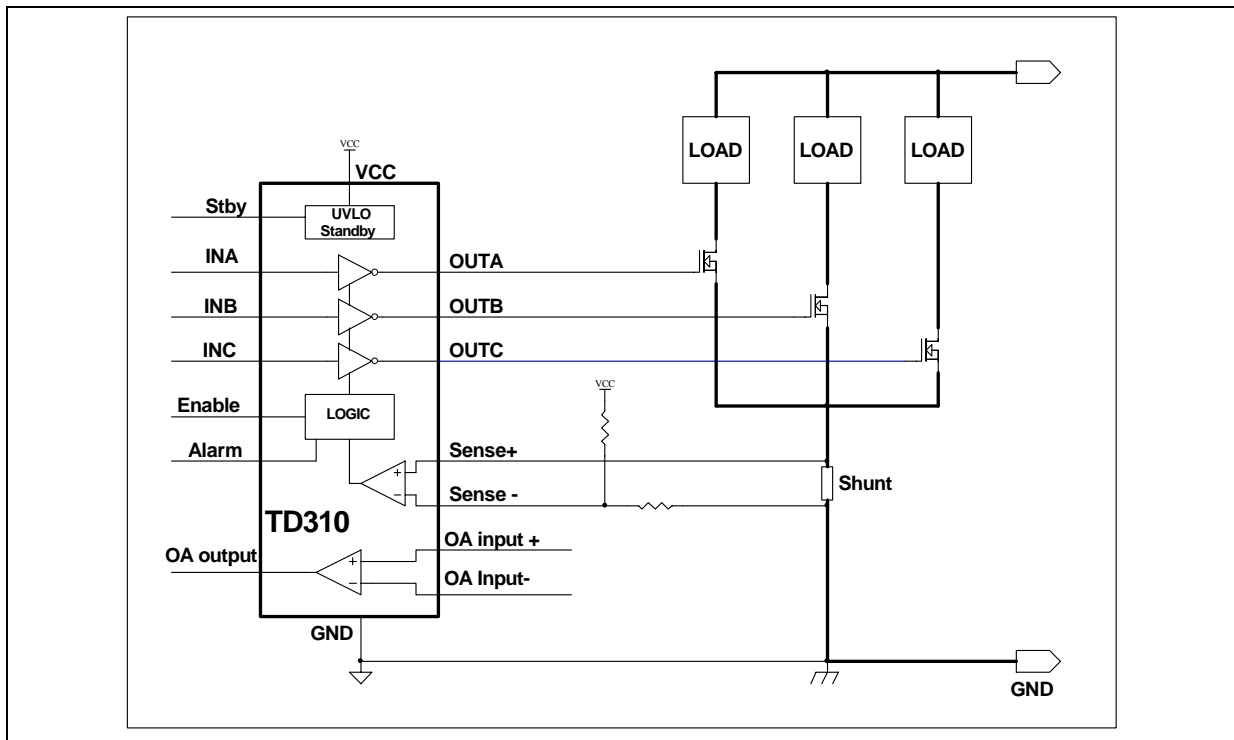 LOAD
LOAD
LOAD
VCC
VCC
Stby
UVLO
Standby
INA
OUTA
INB
OUTB
INC
OUTC
VCC
Enable
LOGIC
Alarm
Sense+
+
Shunt
Sense -
−
TD310
OA output
OA input +
+
OA Input-
−
GND
GND